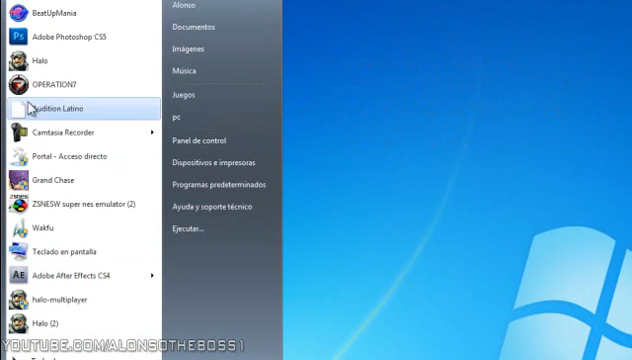 BeatUpMania
Adobe Photoshop CS5
Halo
OPERATION7
Audition Latino
Camtasia Recorder
Portal - Acceso directo
Grand Chase
ZSNESW super nes emulator (2)
Wakfu
Teclado en pantalla
Adobe After Effects CS4
halo-multiplayer
Halo (2)
Alonso
Documentos
Imágenes
Música
Juegos
pc
Panel de control
Dispositivos e impresoras
Programas predeterminados
Ayuda y soporte técnico
Ejecutar...
YOUTUBE.COM/ALONSOTHEBOSS1